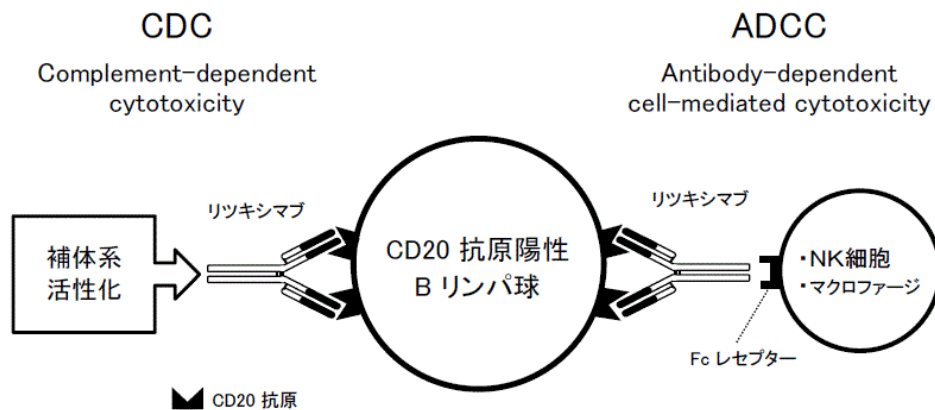 CDC
Complement-dependent
cytotoxicity
ADCC
Antibody-dependent
cell-mediated cytotoxicity
リツキシマブ
リツキシマブ
補体系
活性化
CD20 抗原陽性
B リンパ球
・NK細胞
・マクロファージ
Fc レセプター
CD20 抗原